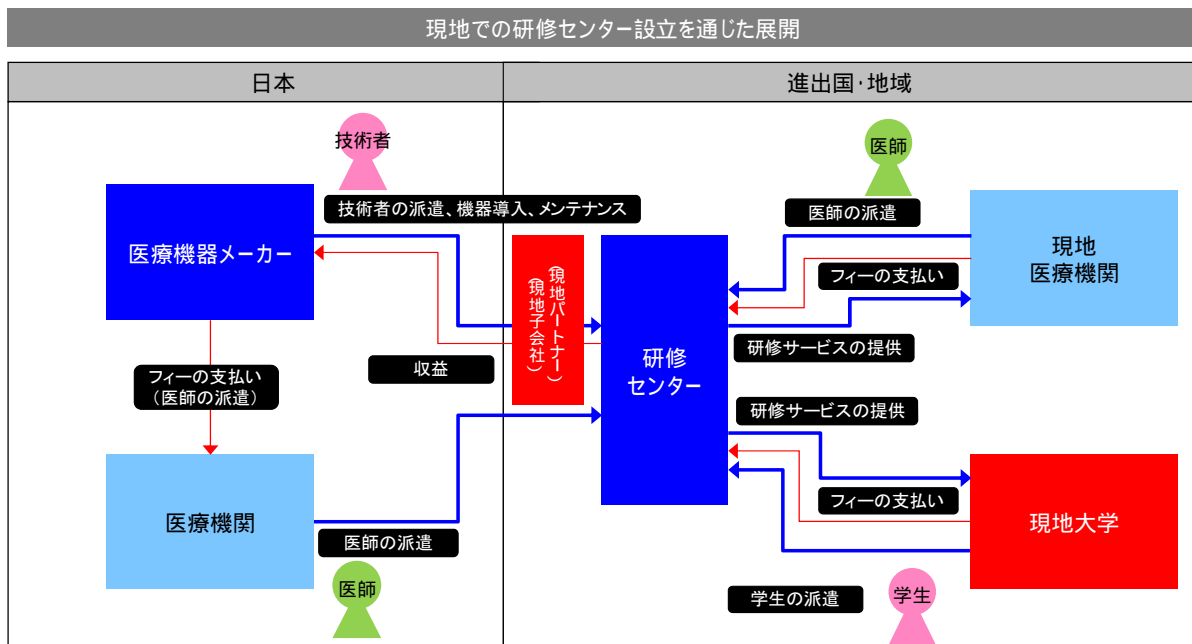 現地での研修センター設立を通じた展開
日本
進出国・地域
技術者
医師
技術者の派遣、機器導入、メンテナンス
医師の派遣
医療機器メーカー
現地
医療機関
(現地パートナー)
(現地子会社)
フィーの支払い
研修サービスの提供
研修
センター
収益
フィーの支払い
(医師の派遣)
研修サービスの提供
フィーの支払い
医療機関
現地大学
医師の派遣
医師
学生の派遣
学生